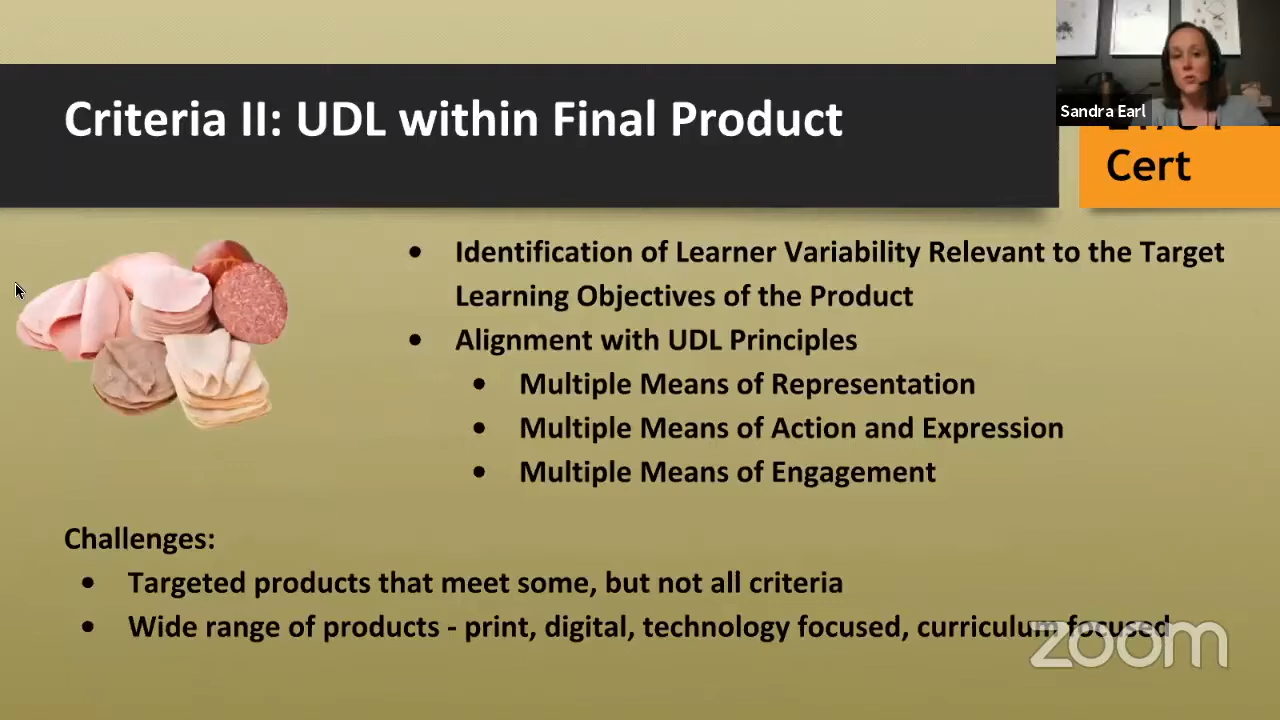 Criteria II: UDL within Final Product
Sandra Earl
Cert
• Identification of Learner Variability Relevant to the Target
Learning Objectives of the Product
• Alignment with UDL Principles
• Multiple Means of Representation
• Multiple Means of Action and Expression
• Multiple Means of Engagement
Challenges:
• Targeted products that meet some, but not all criteria
• Wide range of products - print, digital, technology focused, curriculum focused
zoom